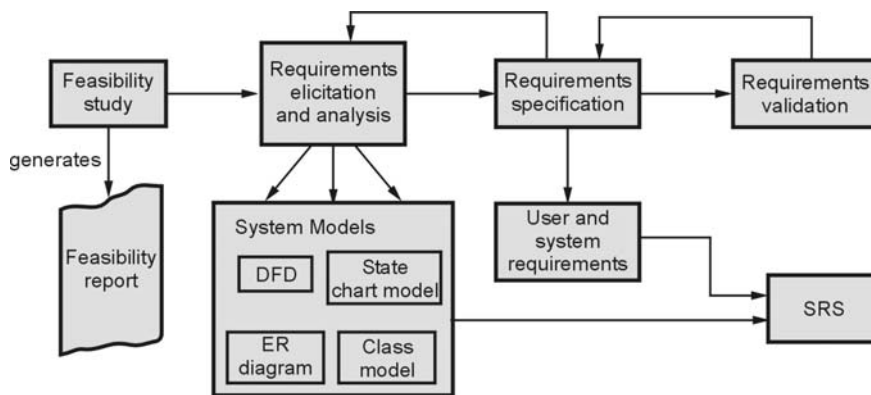 Feasibility
study
Requirements
elicitation
and analysis
Requirements
specification
Requirements
validation
generates
Feasibility
report
System Models
DFD
State
chart model
ER
diagram
Class
model
User and
system
requirements
SRS